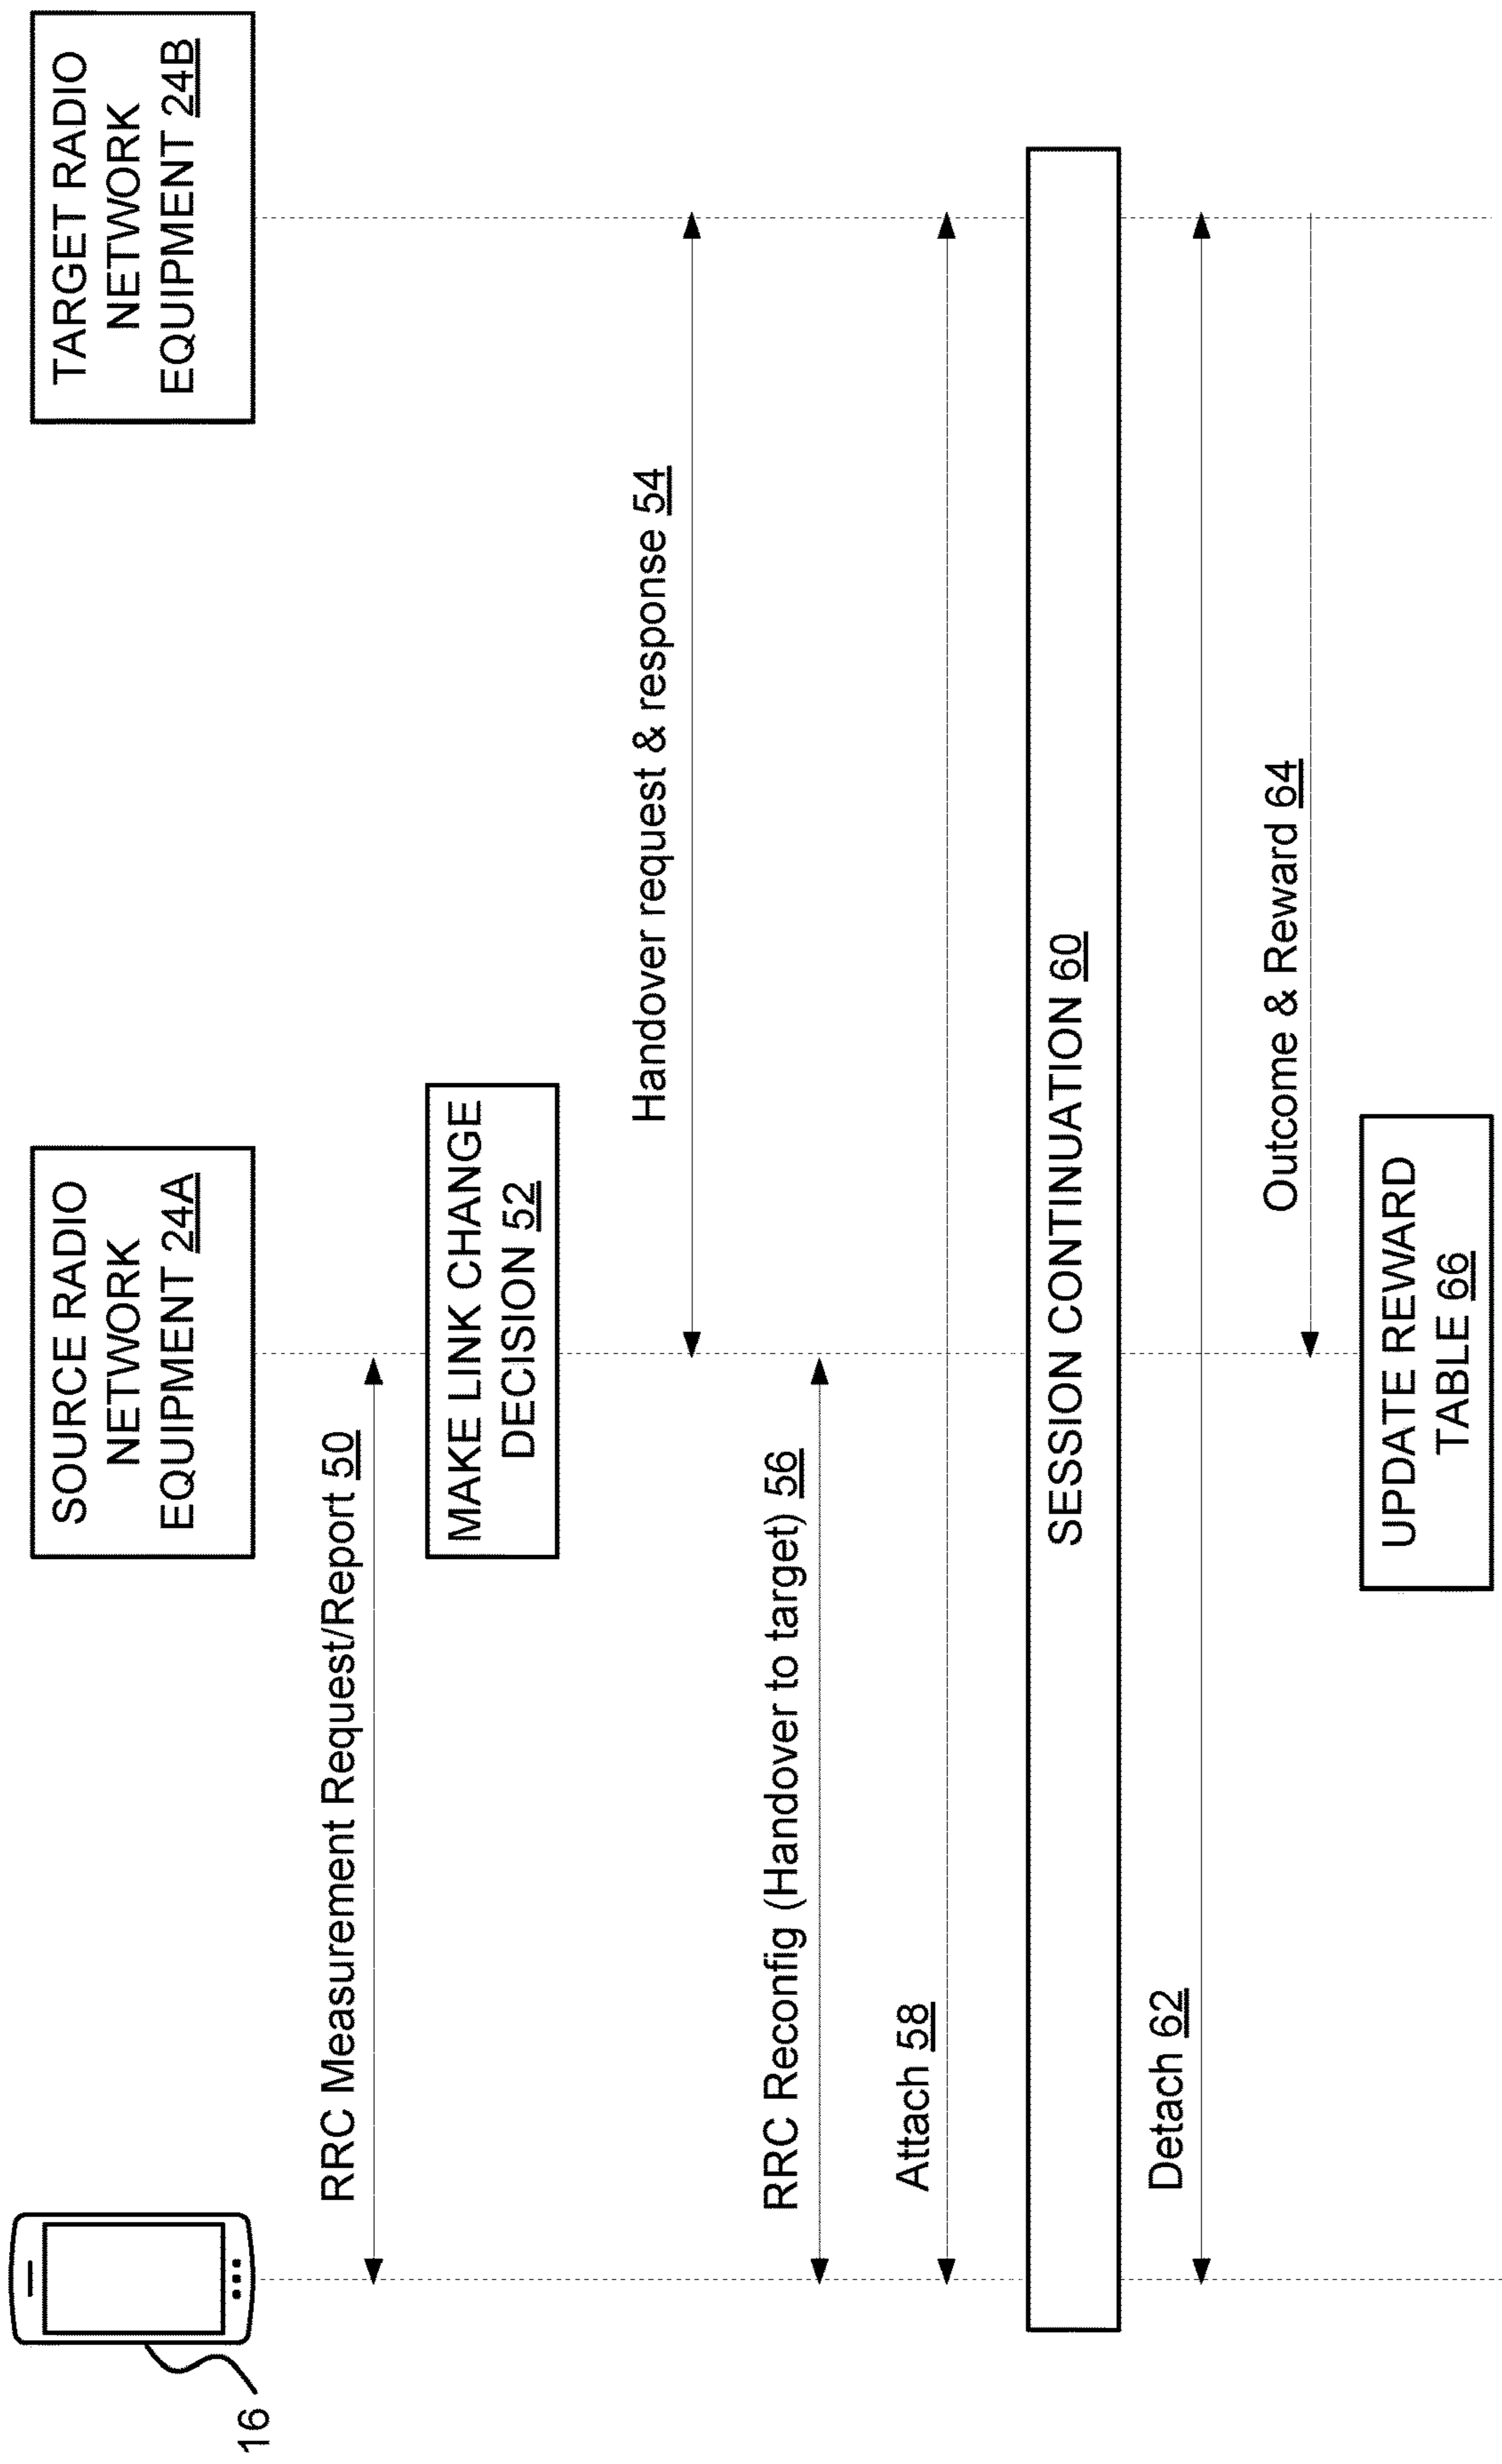 16
SOURCE RADIO
NETWORK
EQUIPMENT 24A
TARGET RADIO
NETWORK
EQUIPMENT 24B
RRC Measurement Request/Report 50
MAKE LINK CHANGE
DECISION 52
Handover request & response 54
RRC Reconfig (Handover to target) 56
Attach 58
SESSION CONTINUATION 60
Detach 62
Outcome & Reward 64
UPDATE REWARD
TABLE 66